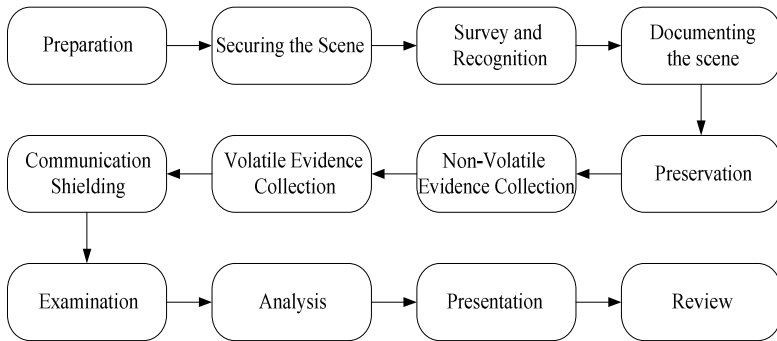 Preparation
Securing the Scene
Survey and
Recognition
Documenting
the scene
Communication
Shielding
Volatile Evidence
Collection
Non-Volatile
Evidence Collection
Preservation
Examination
Analysis
Presentation
Review